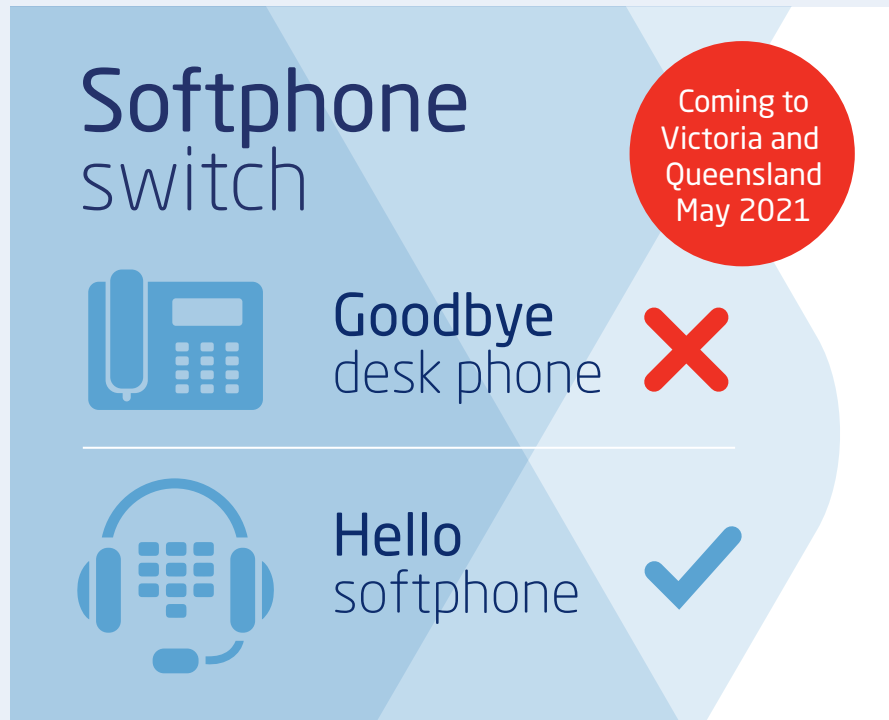 Softphone
switch
Coming to
Victoria and
Queensland
May 2021
Goodbye
desk phone
Hello
softphone